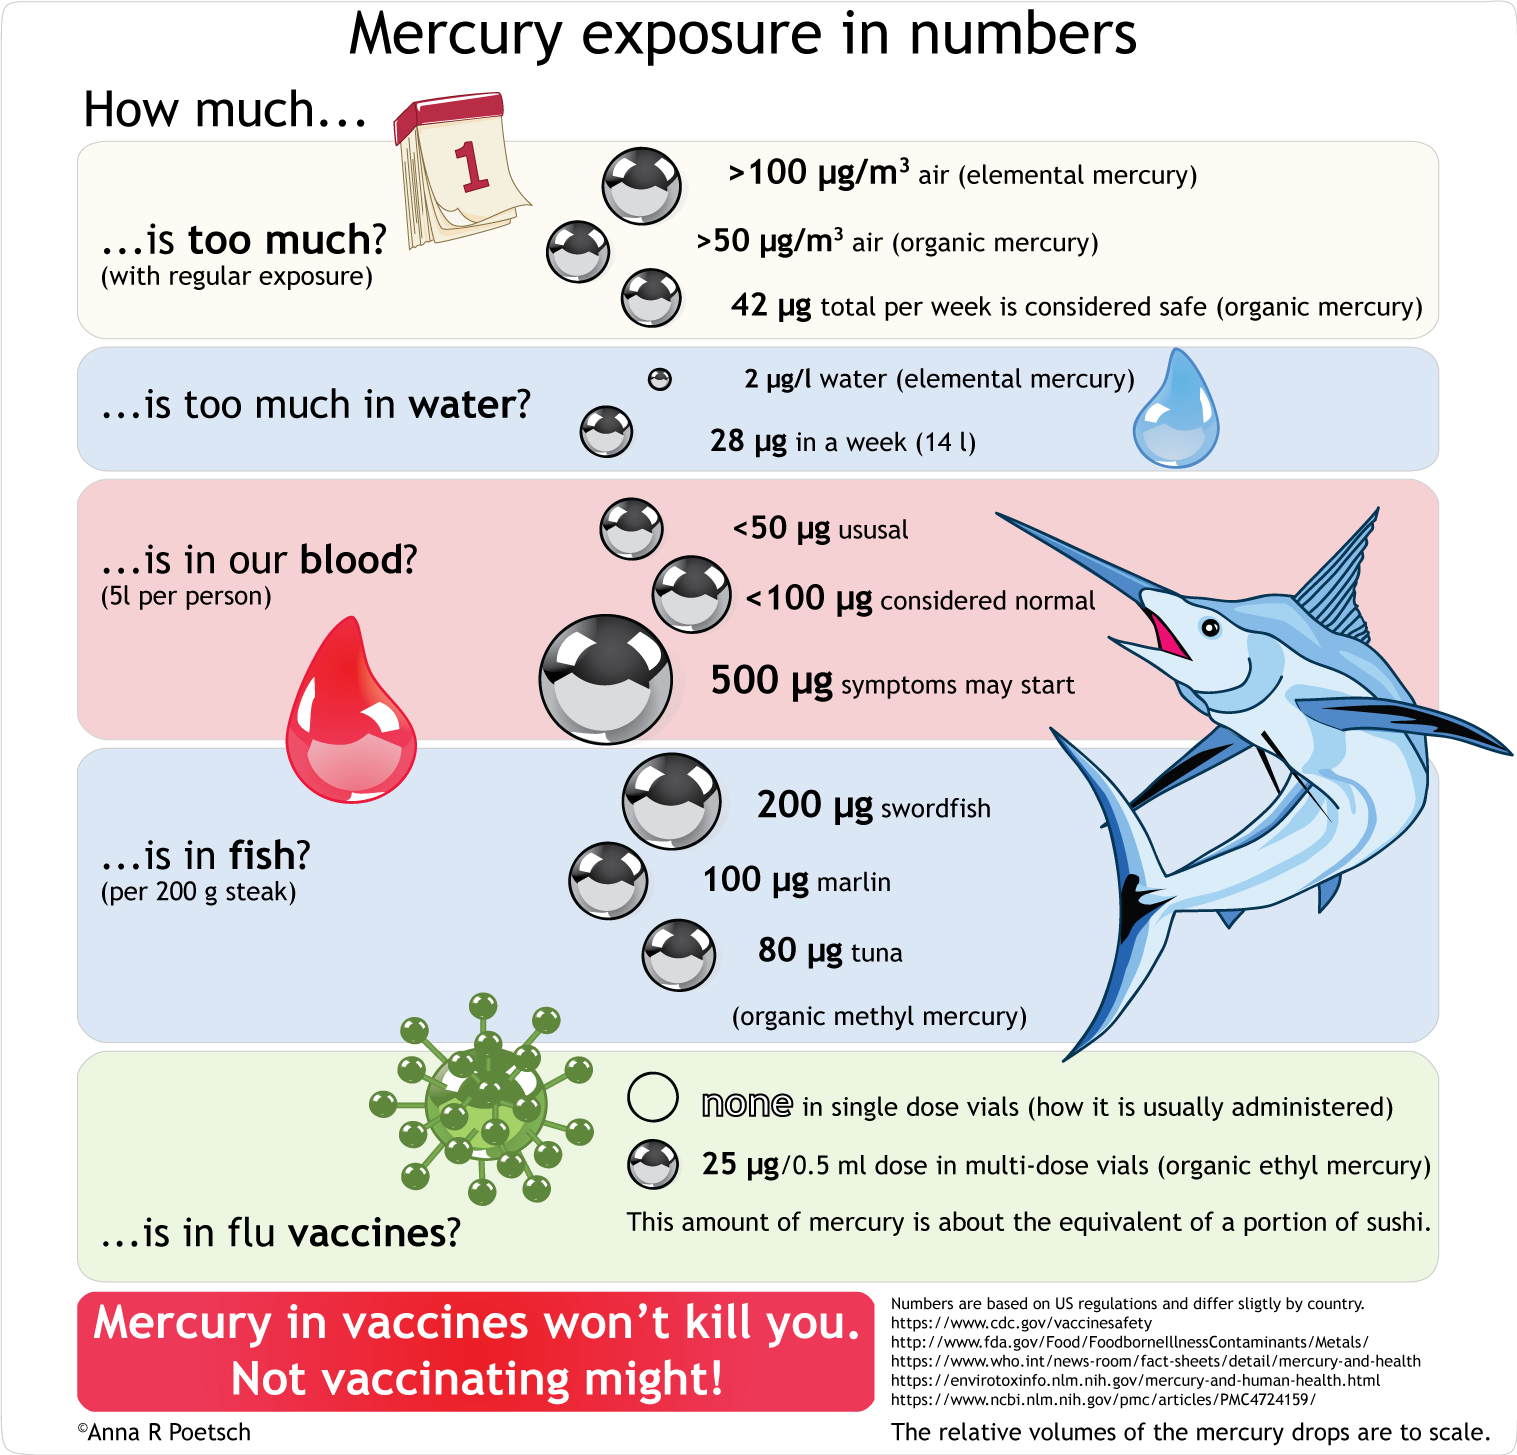 Mercury exposure in numbers
How much...
1
...is too much?
(with regular exposure)
>100 µg/m³ air (elemental mercury)
>50 µg/m³ air (organic mercury)
42 µg total per week is considered safe (organic mercury)
...is too much in water?
2 µg/l water (elemental mercury)
28 µg in a week (14 l)
...is in our blood?
(5l per person)
<50 µg ususal
<100 µg considered normal
500 µg symptoms may start
...is in fish?
(per 200 g steak)
200 µg swordfish
100 µg marlin
80 µg tuna
(organic methyl mercury)
...is in flu vaccines?
none in single dose vials (how it is usually administered)
25 µg/0.5 ml dose in multi-dose vials (organic ethyl mercury)
This amount of mercury is about the equivalent of a portion of sushi.
Mercury in vaccines won't kill you.
Not vaccinating might!
Numbers are based on US regulations and differ sligtly by country.
https://www.cdc.gov/vaccinesafety
http://www.fda.gov/Food/FoodborneIllnessContaminants/Metals/
https://www.who.int/news-room/fact-sheets/detail/mercury-and-health
https://envirotoxinfo.nlm.nih.gov/mercury-and-human-health.html
https://www.ncbi.nlm.nih.gov/pmc/articles/PMC4724159/
©Anna R Poetsch
The relative volumes of the mercury drops are to scale.